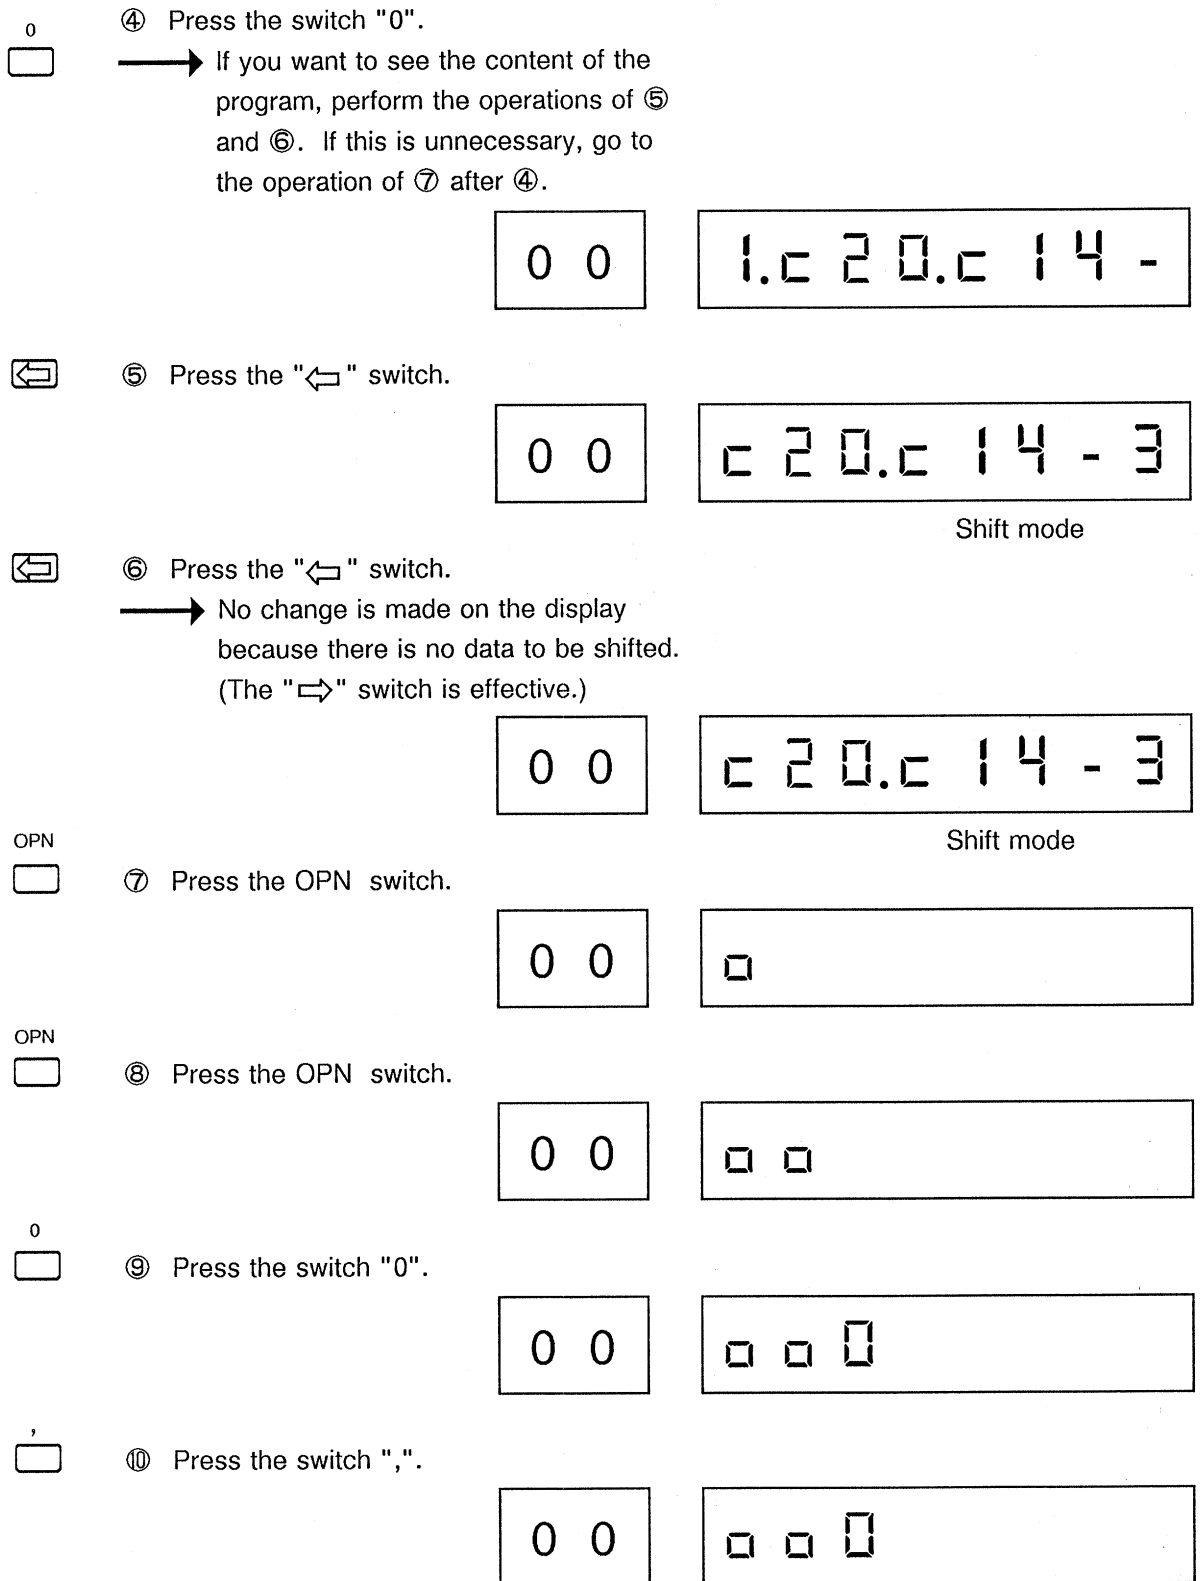 0
④ Press the switch "0".
If you want to see the content of the
program, perform the operations of ⑤
and ⑥. If this is unnecessary, go to
the operation of ⑦ after ④.
0 0 1.c 2 0.c 1 4 -
⑤ Press the "⇦" switch.
0 0 c 2 0.c 1 4 - 3
Shift mode
⑥ Press the "⇦" switch.
No change is made on the display
because there is no data to be shifted.
(The "⇨" switch is effective.)
0 0 c 2 0.c 1 4 - 3
Shift mode
OPN
⑦ Press the OPN switch.
0 0 o
OPN
⑧ Press the OPN switch.
0 0 o o
0
⑨ Press the switch "0".
0 0 o o 0
,
⑩ Press the switch ",".
0 0 o o 0